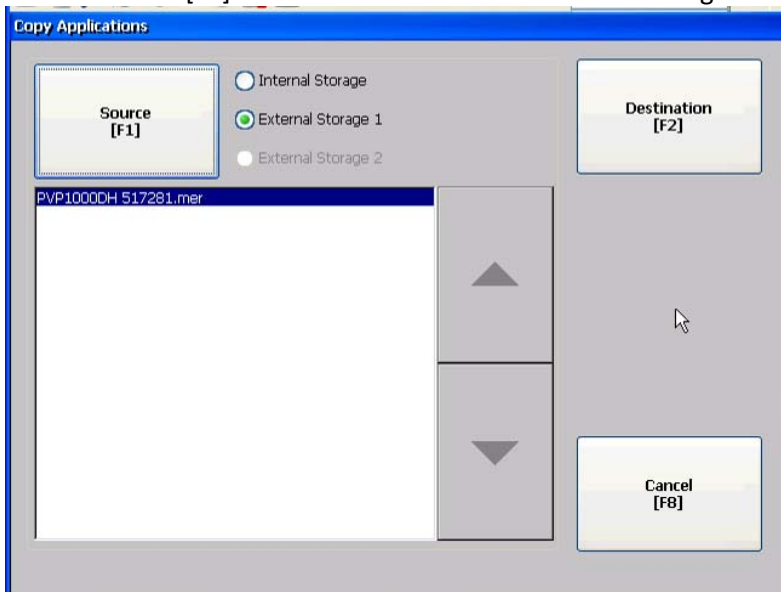 Copy Applications
Source
[F1]
Internal Storage
External Storage 1
External Storage 2
Destination
[F2]
PVP1000DH 517281.mer
Cancel
[F8]